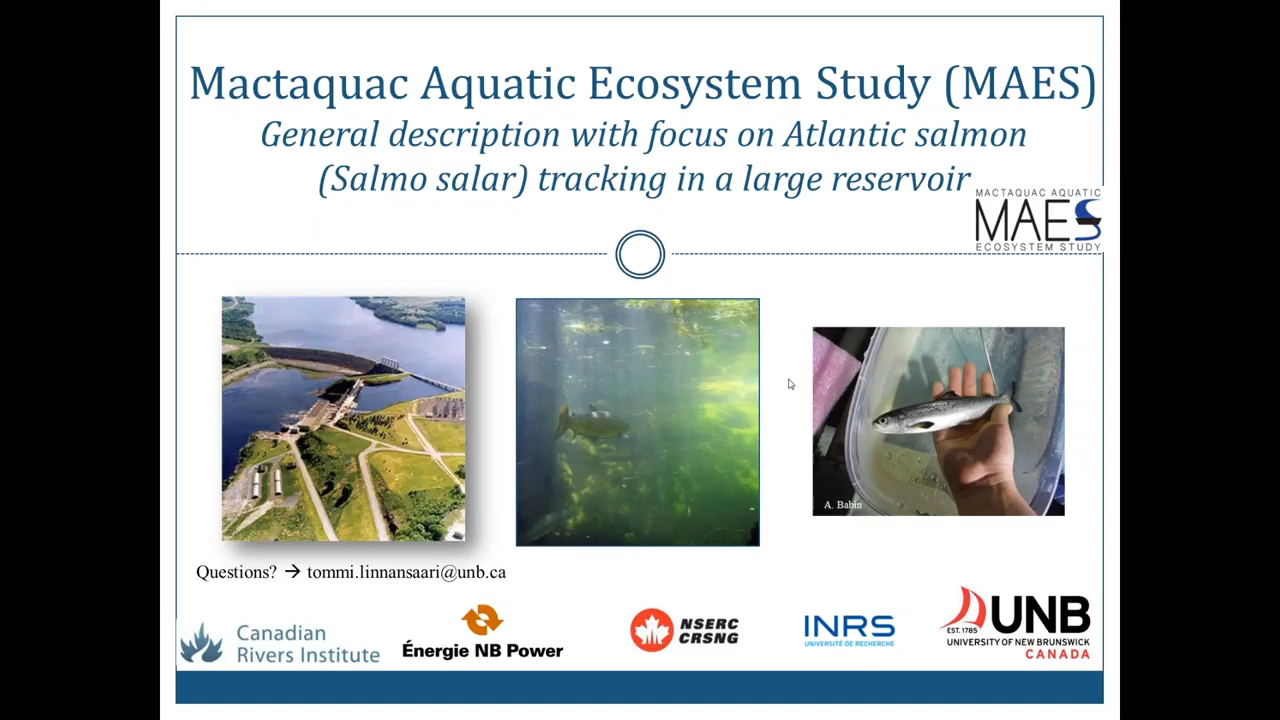 Mactaquac Aquatic Ecosystem Study (MAES)
General description with focus on Atlantic salmon
(Salmo salar) tracking in a large reservoir
MACTAQUAC AQUATIC
MAES
ECOSYSTEM STUDY
A. Babin
Questions? → tommi.linnansaari@unb.ca
Canadian
Rivers Institute
Énergie NB Power
NSERC
CRSNG
INRS
UNIVERSITÉ DE RECHERCHE
UNB
EST. 1785
UNIVERSITY OF NEW BRUNSWICK
CANADA